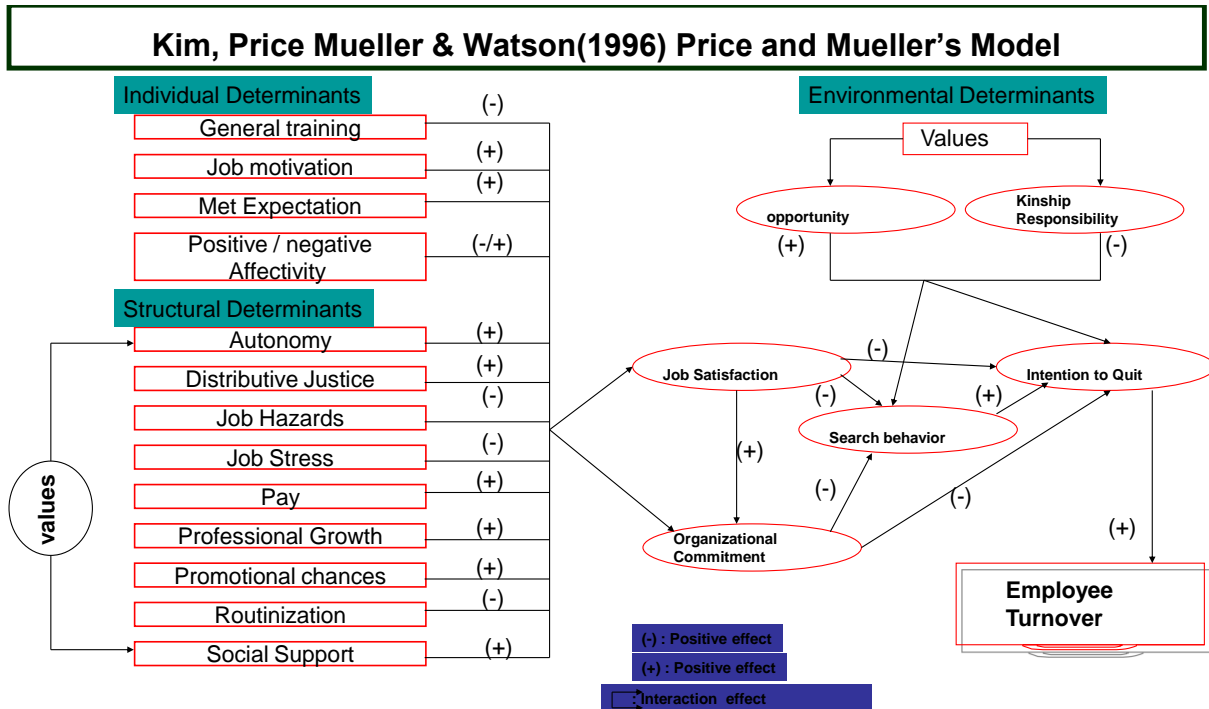 Kim, Price Mueller & Watson(1996) Price and Mueller's Model
Individual Determinants
General training
(-)
Job motivation
(+)
Met Expectation
(+)
Positive / negative
Affectivity
(-/+)
Structural Determinants
values
Autonomy
(+)
Distributive Justice
(+)
Job Hazards
(-)
Job Stress
(-)
Pay
(+)
Professional Growth
(+)
Promotional chances
(+)
Routinization
(-)
Social Support
(+)
Environmental Determinants
Values
opportunity
(+)
Kinship
Responsibility
(-)
Job Satisfaction
(-)
(-)
(+)
Search behavior
(+)
Intention to Quit
Organizational
Commitment
(-)
(-)
(+)
Employee
Turnover
(-) : Positive effect
(+) : Positive effect
: Interaction effect